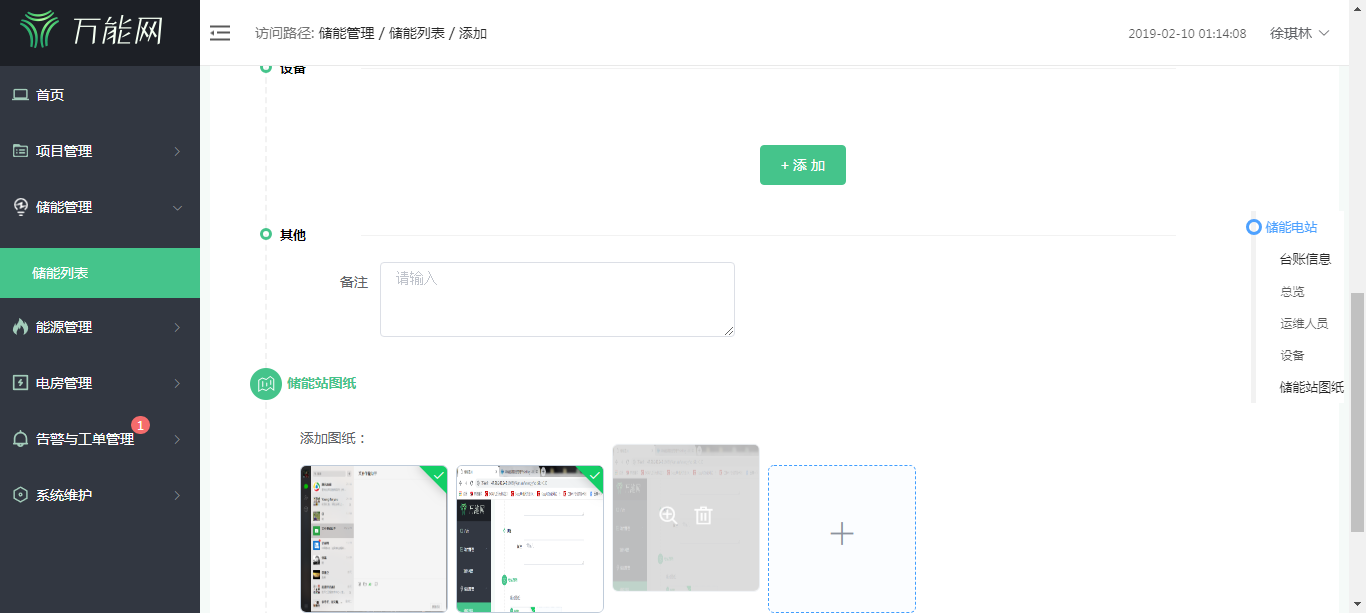 万能网
访问路径: 储能管理 / 储能列表 / 添加
2019-02-10 01:14:08
徐琪林
首页
项目管理
储能管理
储能列表
能源管理
电房管理
告警与工单管理
1
系统维护
设备
+ 添 加
其他
备注
请输入
储能站图纸
添加图纸：
储能电站
台账信息
总览
运维人员
设备
储能站图纸